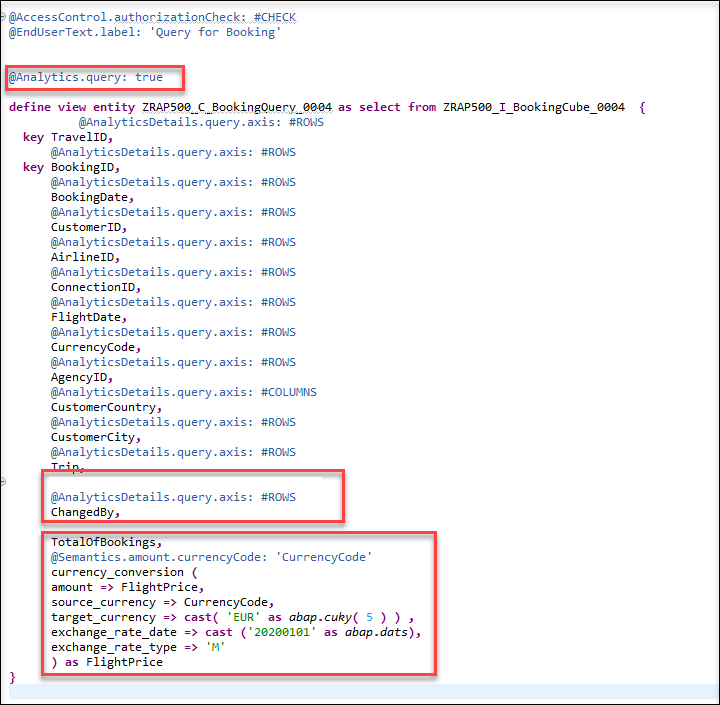 @AccessControl.authorizationCheck: #CHECK
@EndUserText.label: 'Query for Booking'
@Analytics.query: true
define view entity ZRAP500_C_BookingQuery_0004 as select from ZRAP500_I_BookingCube_0004 {
@AnalyticsDetails.query.axis: #ROWS
key TravelID,
@AnalyticsDetails.query.axis: #ROWS
key BookingID,
@AnalyticsDetails.query.axis: #ROWS
BookingDate,
@AnalyticsDetails.query.axis: #ROWS
CustomerID,
@AnalyticsDetails.query.axis: #ROWS
AirlineID,
@AnalyticsDetails.query.axis: #ROWS
ConnectionID,
@AnalyticsDetails.query.axis: #ROWS
FlightDate,
@AnalyticsDetails.query.axis: #ROWS
CurrencyCode,
@AnalyticsDetails.query.axis: #ROWS
AgencyID,
@AnalyticsDetails.query.axis: #COLUMNS
CustomerCountry,
@AnalyticsDetails.query.axis: #ROWS
CustomerCity,
@AnalyticsDetails.query.axis: #ROWS
Trip,
@AnalyticsDetails.query.axis: #ROWS
ChangedBy,
TotalOfBookings,
@Semantics.amount.currencyCode: 'CurrencyCode'
currency_conversion (
amount => FlightPrice,
source_currency => CurrencyCode,
target_currency => cast( 'EUR' as abap.cuky( 5 ) ) ,
exchange_rate_date => cast ('20200101' as abap.dats),
exchange_rate_type => 'M'
) as FlightPrice
}